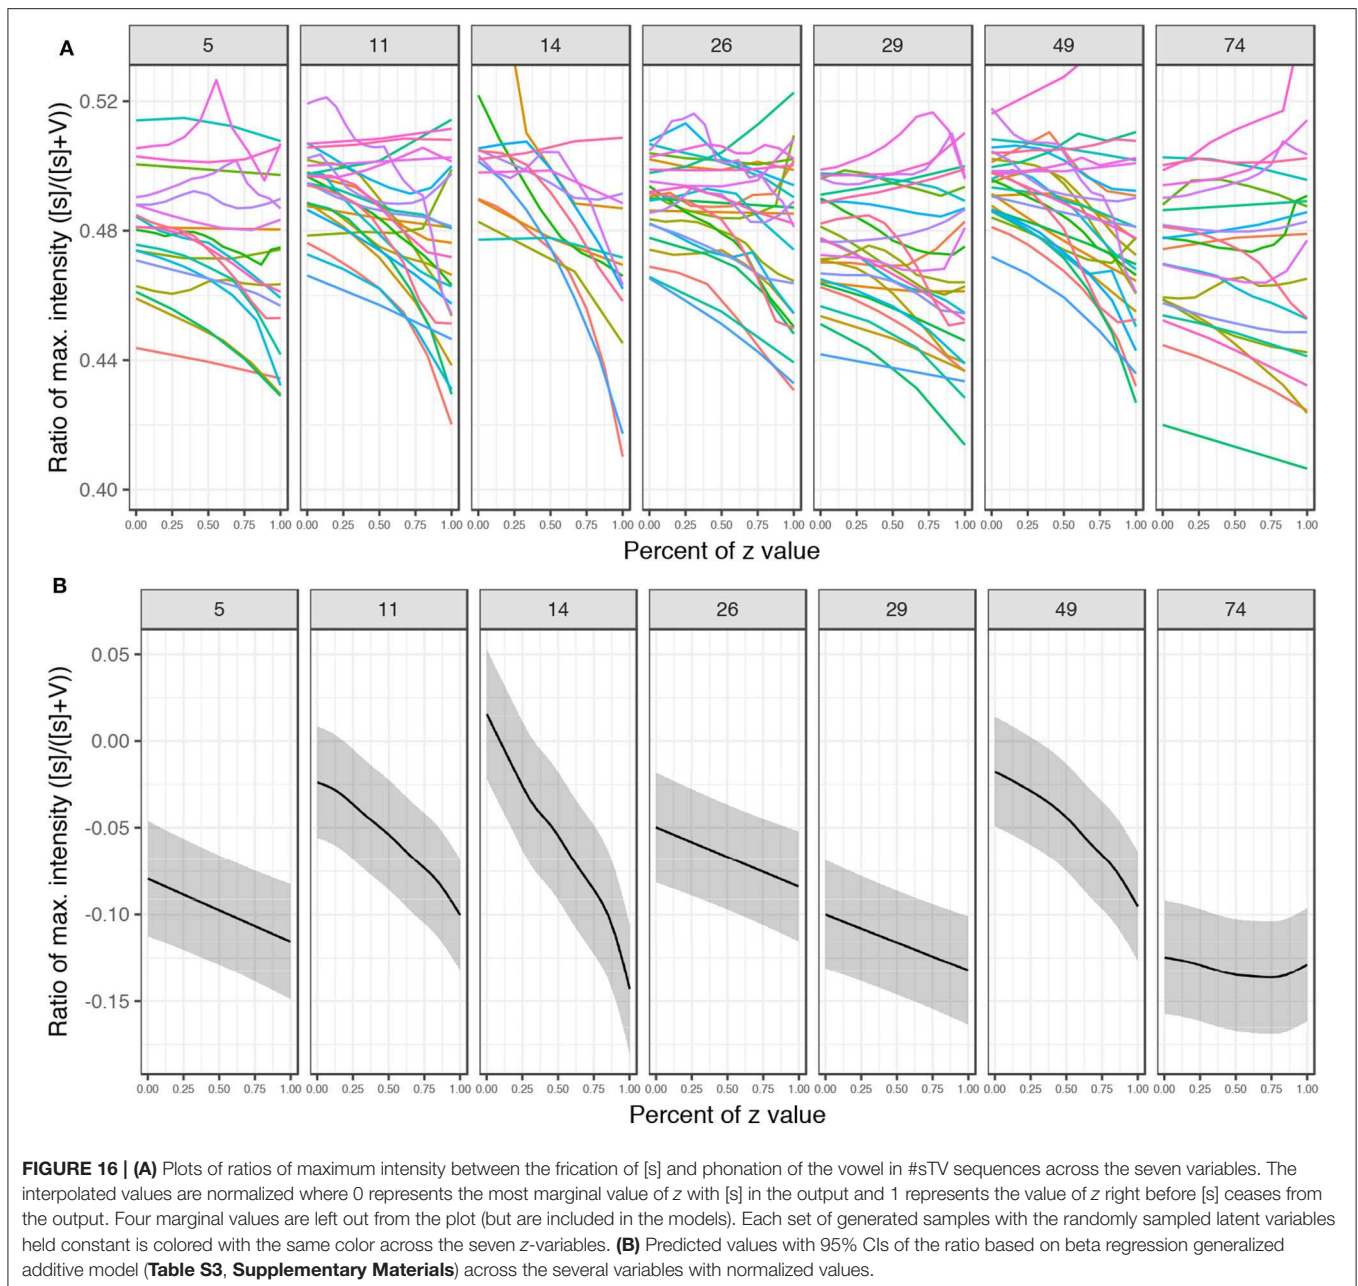 A
5 11 14 26 29 49 74
Ratio of max. intensity ([s]/([s]+V))
0.52
0.48
0.44
0.40
0.00 0.25 0.50 0.75 1.00 0.00 0.25 0.50 0.75 1.00 0.00 0.25 0.50 0.75 1.00 0.00 0.25 0.50 0.75 1.00 0.00 0.25 0.50 0.75 1.00 0.00 0.25 0.50 0.75 1.00 0.00 0.25 0.50 0.75 1.00
Percent of z value
B
5 11 14 26 29 49 74
Ratio of max. intensity ([s]/([s]+V))
0.05
0.00
-0.05
-0.10
-0.15
0.00 0.25 0.50 0.75 1.00 0.00 0.25 0.50 0.75 1.00 0.00 0.25 0.50 0.75 1.00 0.00 0.25 0.50 0.75 1.00 0.00 0.25 0.50 0.75 1.00 0.00 0.25 0.50 0.75 1.00 0.00 0.25 0.50 0.75 1.00
Percent of z value
FIGURE 16 | (A) Plots of ratios of maximum intensity between the frication of [s] and phonation of the vowel in #sTV sequences across the seven variables. The
interpolated values are normalized where 0 represents the most marginal value of z with [s] in the output and 1 represents the value of z right before [s] ceases from
the output. Four marginal values are left out from the plot (but are included in the models). Each set of generated samples with the randomly sampled latent variables
held constant is colored with the same color across the seven z-variables. (B) Predicted values with 95% CIs of the ratio based on beta regression generalized
additive model (Table S3, Supplementary Materials) across the several variables with normalized values.